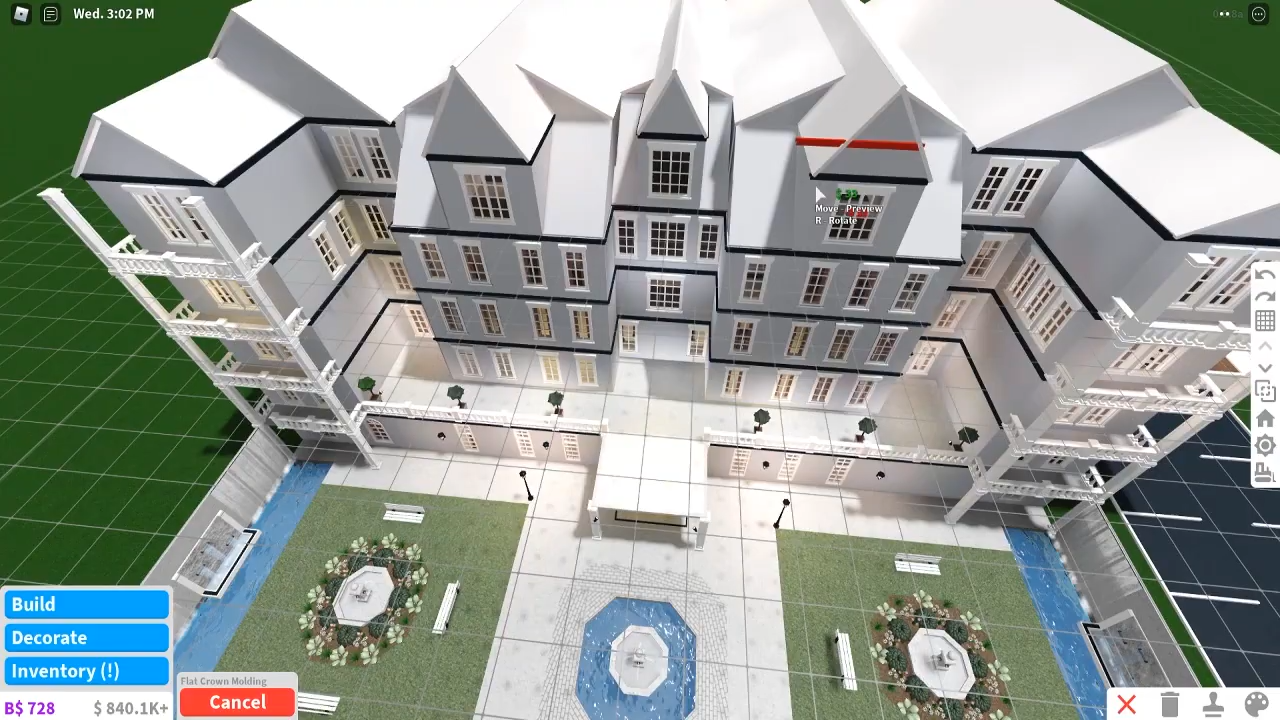 Wed. 3:02 PM
Move - Preview
R - Rotate
Build
Decorate
Inventory (!)
Flat Crown Molding
Cancel
B$ 728
$ 840.1K+